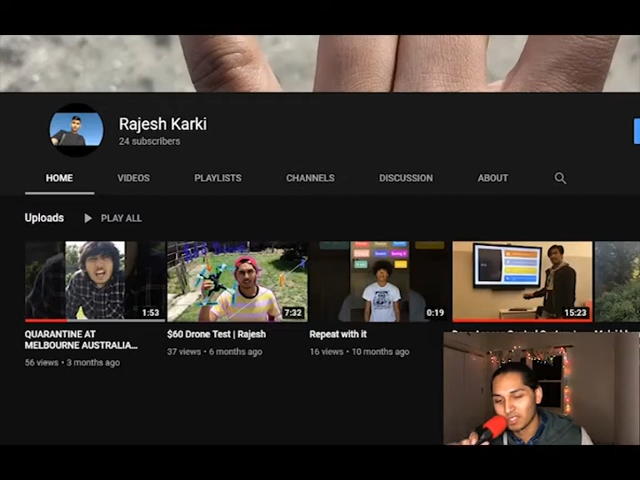 Rajesh Karki
24 subscribers
HOME VIDEOS PLAYLISTS CHANNELS DISCUSSION ABOUT
Uploads PLAY ALL
1:53 7:32 0:19 15:23
QUARANTINE AT MELBOURNE AUSTRALIA...
56 views • 3 months ago
$60 Drone Test | Rajesh
37 views • 6 months ago
Repeat with it
16 views • 10 months ago